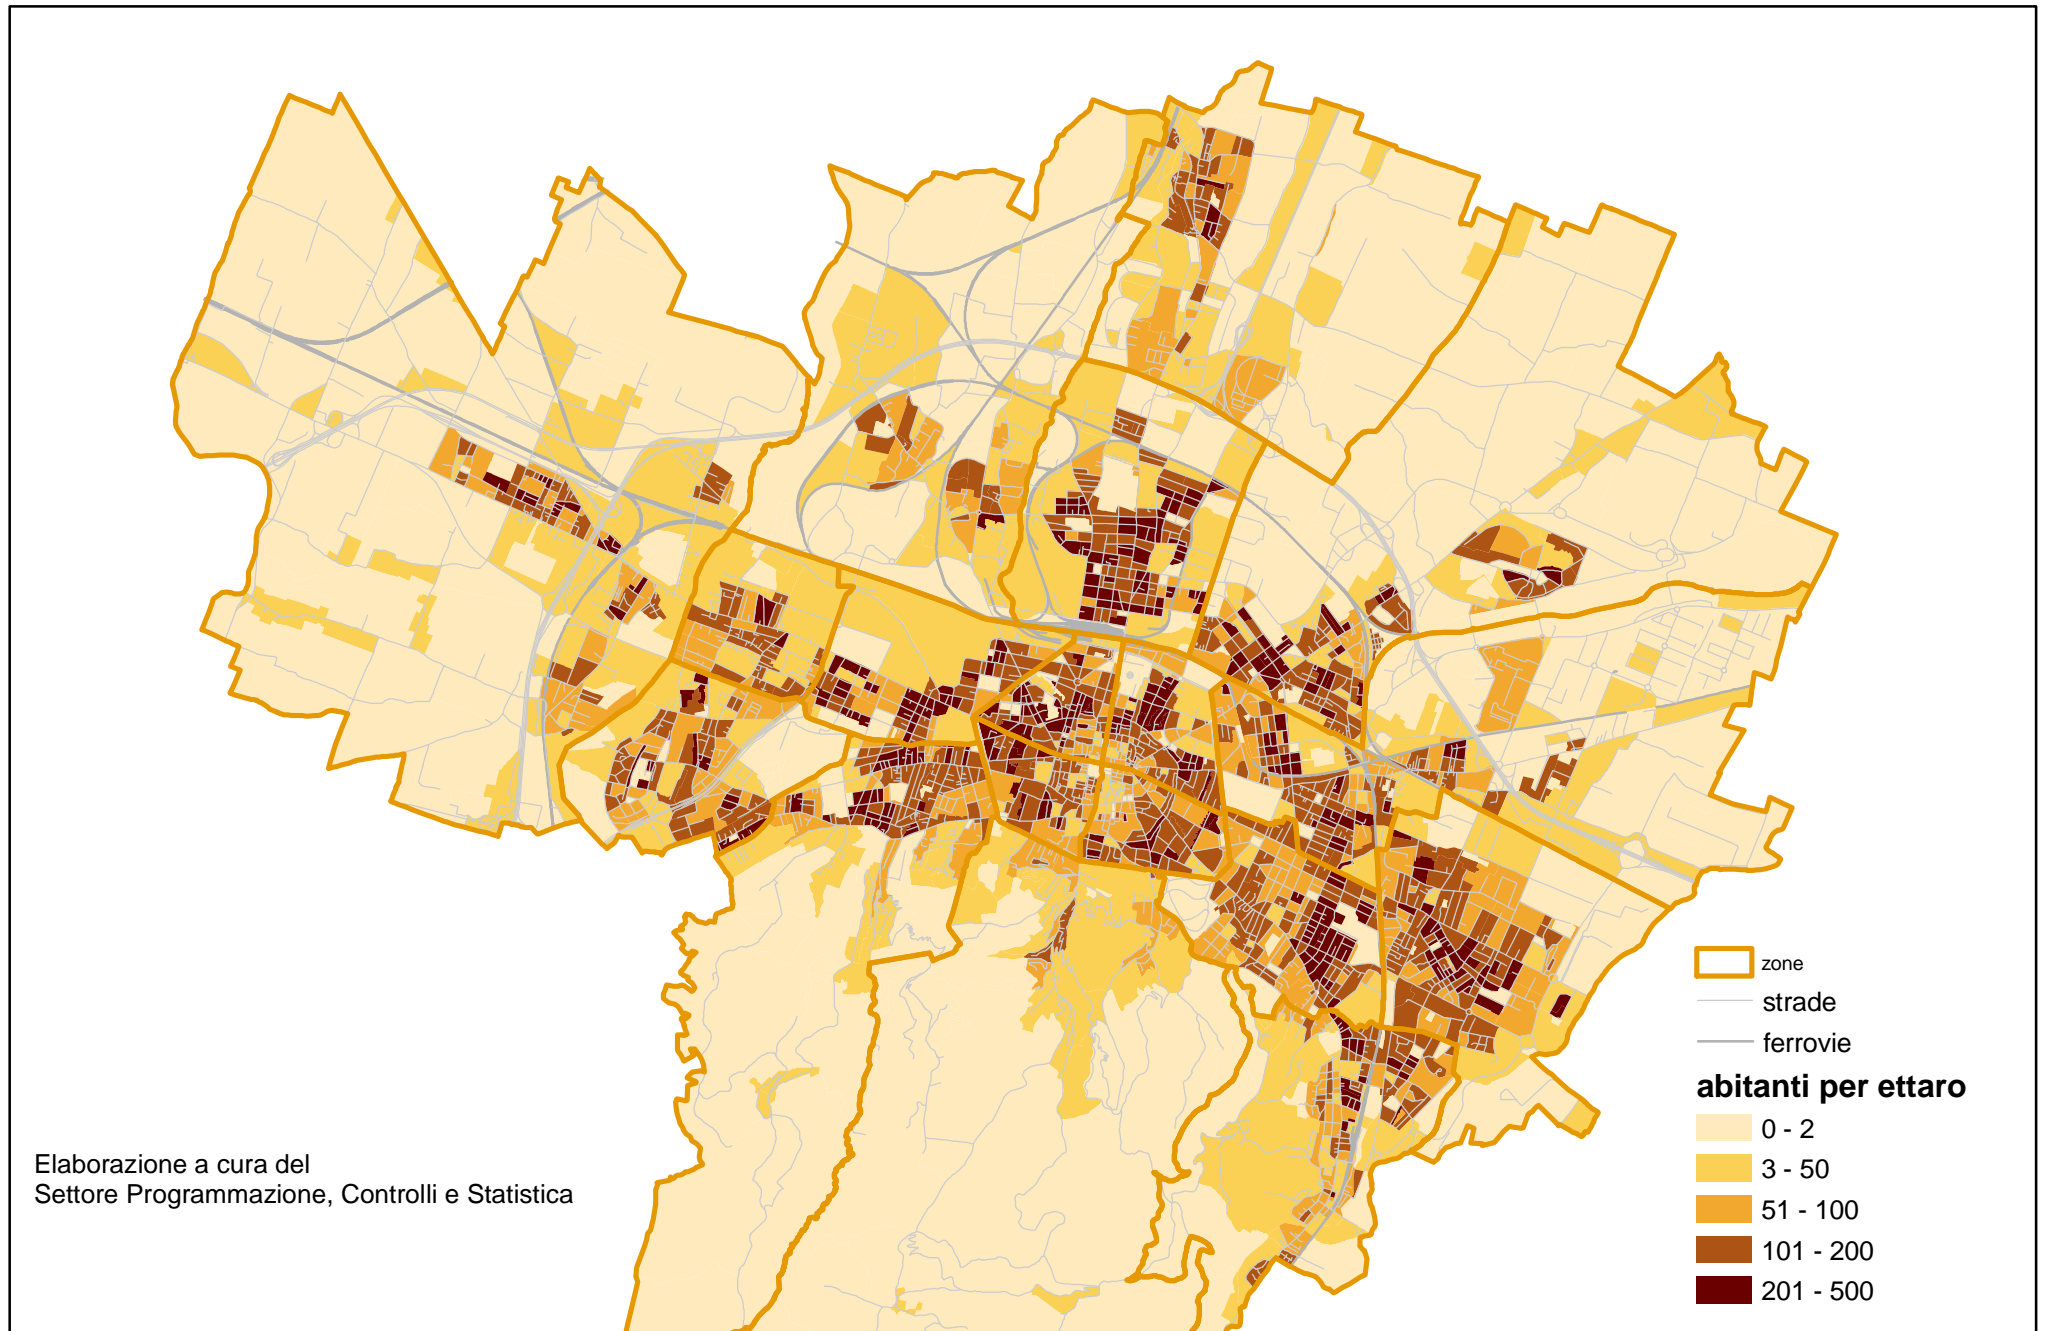 zone
strade
ferrovie
abitanti per ettaro
0 - 2
3 - 50
51 - 100
101 - 200
201 - 500
Elaborazione a cura del
Settore Programmazione, Controlli e Statistica